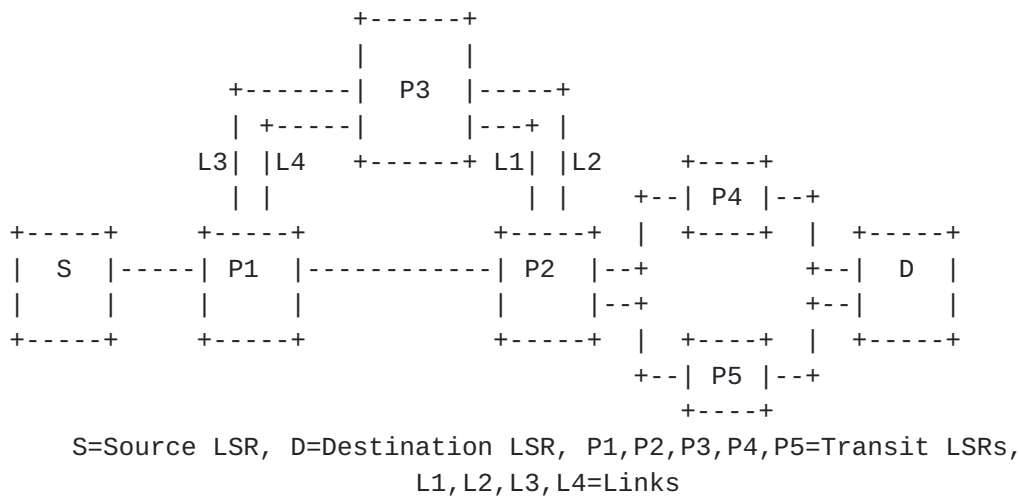 P3
L3 L4 L1 L2
P4
S P1 P2 D
P5
S=Source LSR, D=Destination LSR, P1,P2,P3,P4,P5=Transit LSRs,
L1,L2,L3,L4=Links